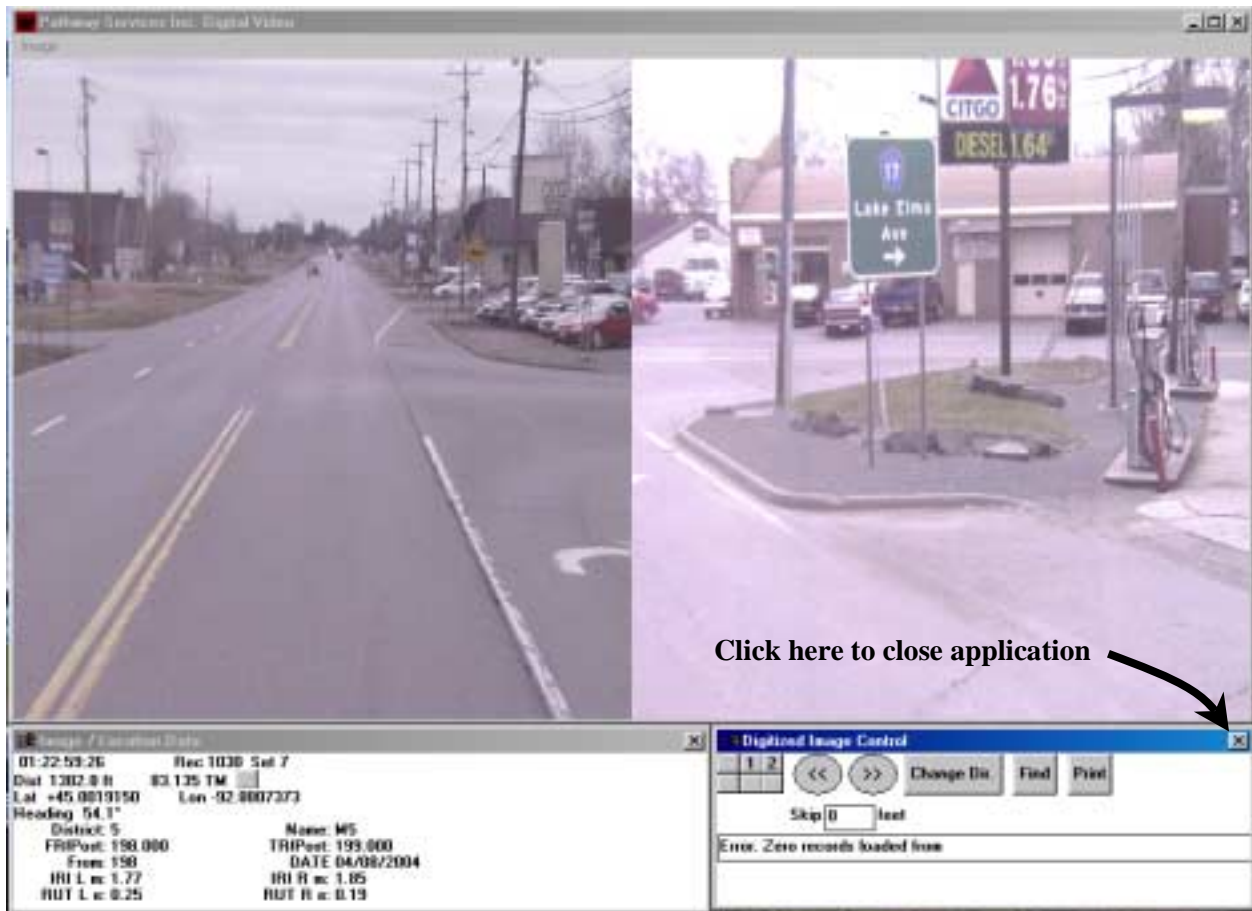 Pathway Services Inc. Digital Video
Image
CITGO
1.76
DIESEL 1.64
17
Lake Elmo
Ave
Click here to close application
Image / Location Data
01:22:59:26 Rec 1030 Set 7
Dist 1302.0 ft 83.135 TM
Lat +45.0019150 Lon -92.8807373
Heading 54.1°
District: 5 Name: M5
FRIPost: 198.000 TRIPost: 199.000
From: 198 DATE 04/08/2004
IRI L m: 1.77 IRI R m: 1.85
RUT L e: 0.25 RUT R e: 0.19
Digitized Image Control
1 2
<< >> Change Dir. Find Print
Skip 0 feet
Error. Zero records loaded from